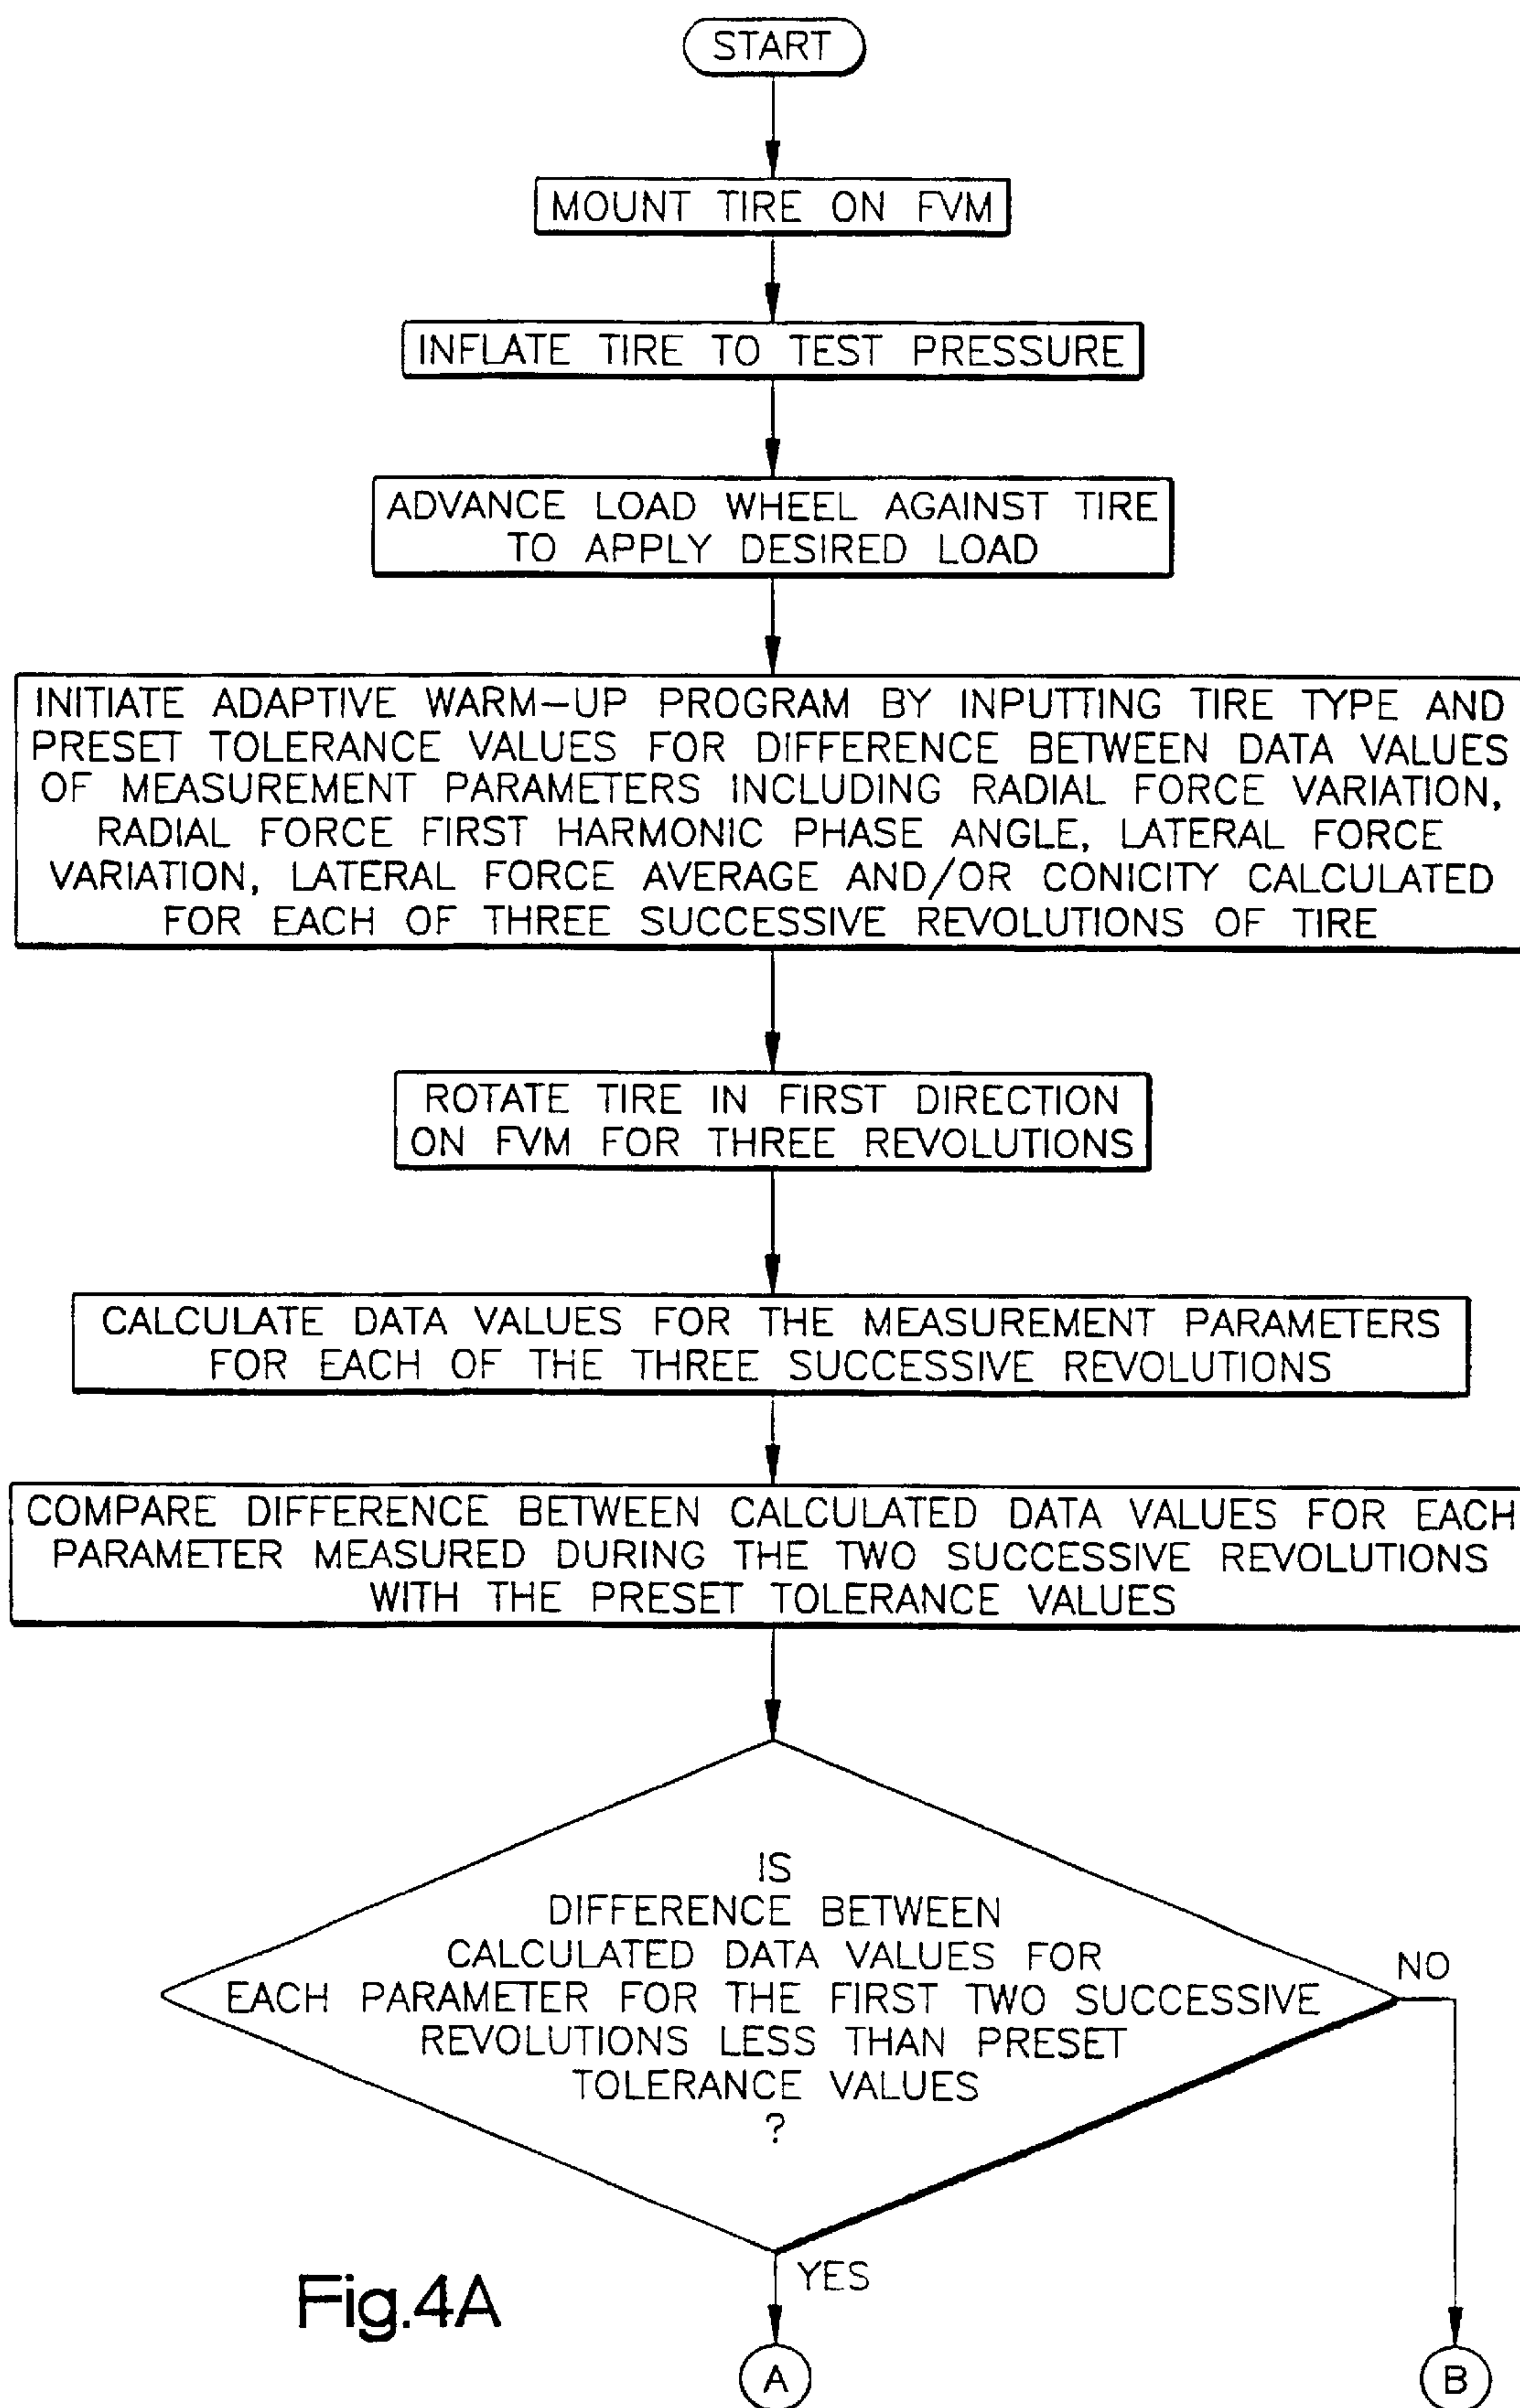 START
MOUNT TIRE ON FVM
INFLATE TIRE TO TEST PRESSURE
ADVANCE LOAD WHEEL AGAINST TIRE
TO APPLY DESIRED LOAD
INITIATE ADAPTIVE WARM-UP PROGRAM BY INPUTTING TIRE TYPE AND
PRESET TOLERANCE VALUES FOR DIFFERENCE BETWEEN DATA VALUES
OF MEASUREMENT PARAMETERS INCLUDING RADIAL FORCE VARIATION,
RADIAL FORCE FIRST HARMONIC PHASE ANGLE, LATERAL FORCE
VARIATION, LATERAL FORCE AVERAGE AND/OR CONICITY CALCULATED
FOR EACH OF THREE SUCCESSIVE REVOLUTIONS OF TIRE
ROTATE TIRE IN FIRST DIRECTION
ON FVM FOR THREE REVOLUTIONS
CALCULATE DATA VALUES FOR THE MEASUREMENT PARAMETERS
FOR EACH OF THE THREE SUCCESSIVE REVOLUTIONS
COMPARE DIFFERENCE BETWEEN CALCULATED DATA VALUES FOR EACH
PARAMETER MEASURED DURING THE TWO SUCCESSIVE REVOLUTIONS
WITH THE PRESET TOLERANCE VALUES
IS
DIFFERENCE BETWEEN
CALCULATED DATA VALUES FOR
EACH PARAMETER FOR THE FIRST TWO SUCCESSIVE
REVOLUTIONS LESS THAN PRESET
TOLERANCE VALUES
?
NO
YES
Fig.4A
A
B